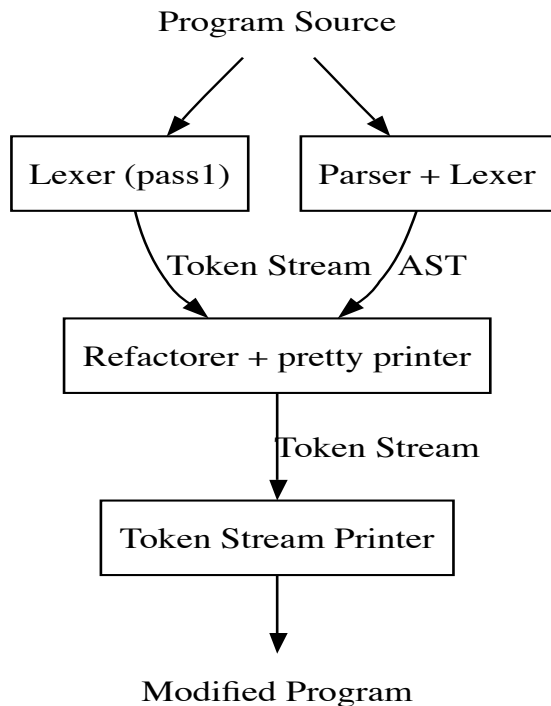 Program Source
Lexer (pass1)
Parser + Lexer
Token Stream
AST
Refactorer + pretty printer
Token Stream
Token Stream Printer
Modified Program